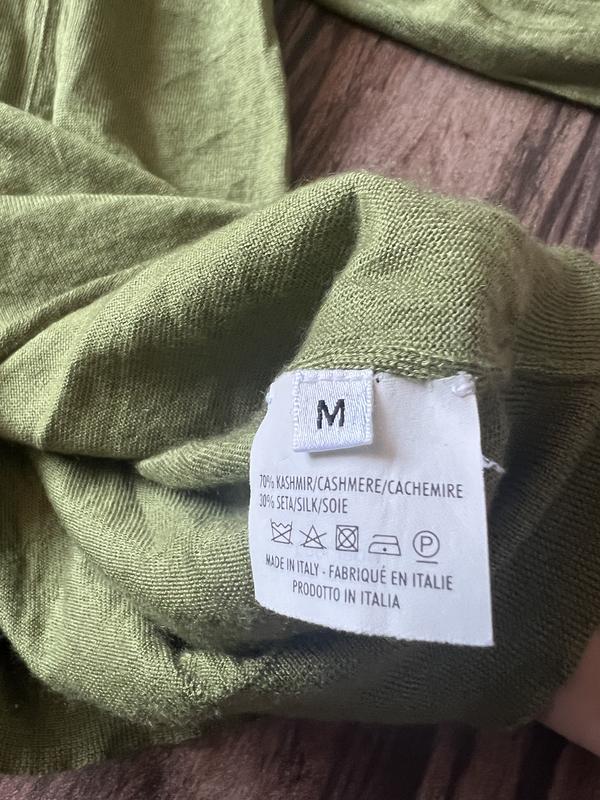 M
70% KASHMIR/CASHMERE/CACHEMIRE
30% SETA/SILK/SOIE
P
MADE IN ITALY - FABRIQUÉ EN ITALIE
PRODOTTO IN ITALIA